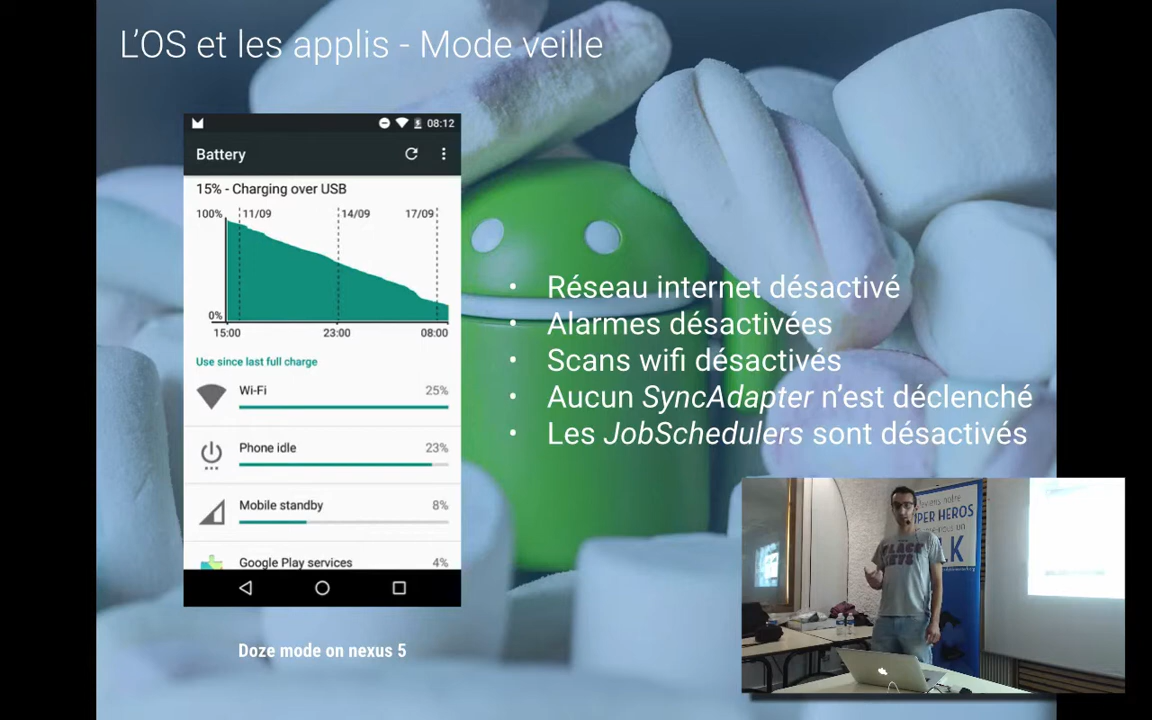 L'OS et les applis - Mode veille
08:12
Battery
15% - Charging over USB
100%
11/09
14/09
17/09
0%
15:00
23:00
08:00
Use since last full charge
Wi-Fi
25%
Phone idle
23%
Mobile standby
8%
Google Play services
4%
Doze mode on nexus 5
• Réseau internet désactivé
• Alarmes désactivées
• Scans wifi désactivés
• Aucun SyncAdapter n'est déclenché
• Les JobSchedulers sont désactivés
HEROS